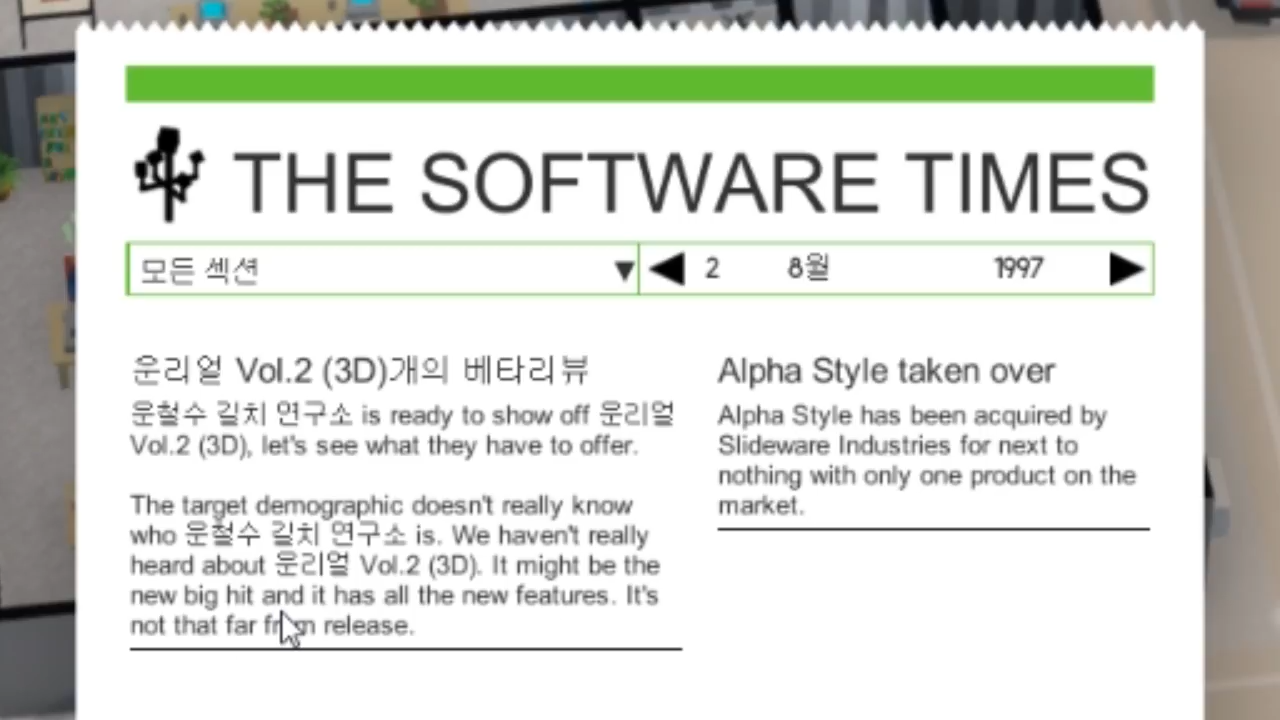 THE SOFTWARE TIMES
모든 섹션
2 8월 1997
운리얼 Vol.2 (3D)개의 베타리뷰
운철수 길치 연구소 is ready to show off 운리얼
Vol.2 (3D), let's see what they have to offer.
The target demographic doesn't really know
who 운철수 길치 연구소 is. We haven't really
heard about 운리얼 Vol.2 (3D). It might be the
new big hit and it has all the new features. It's
not that far from release.
Alpha Style taken over
Alpha Style has been acquired by
Slideware Industries for next to
nothing with only one product on the
market.